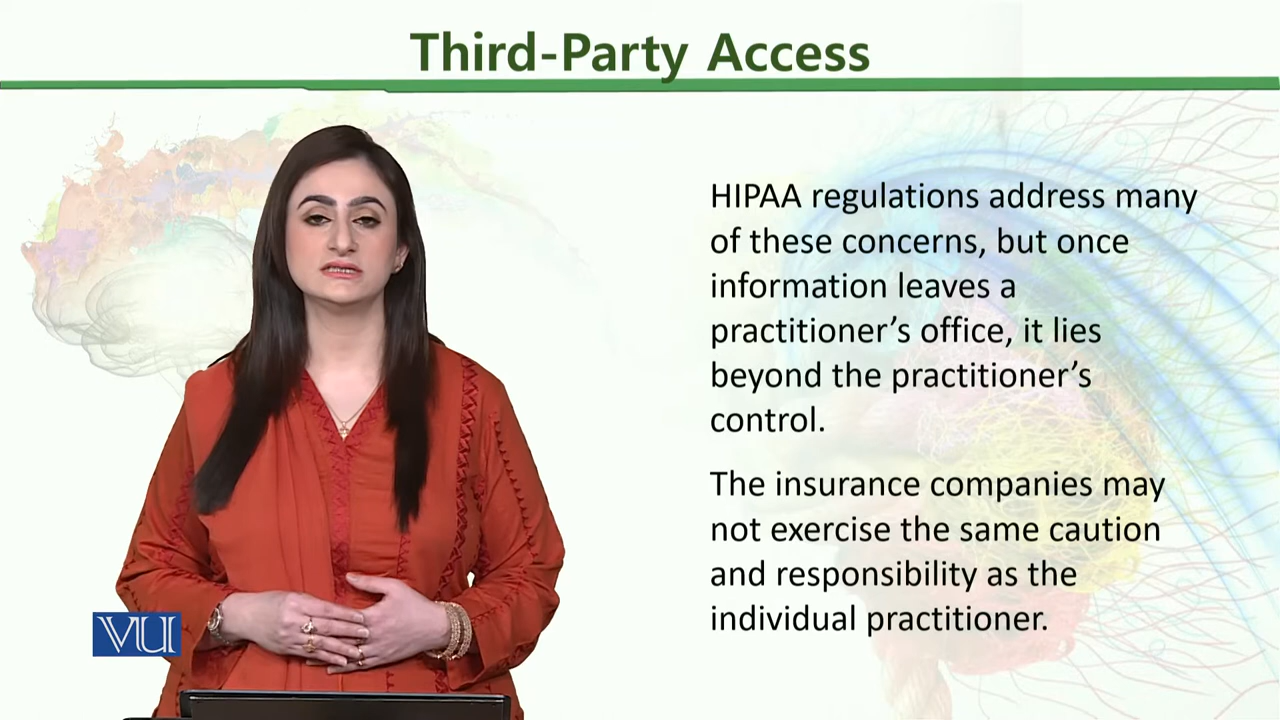 Third-Party Access
HIPAA regulations address many
of these concerns, but once
information leaves a
practitioner’s office, it lies
beyond the practitioner’s
control.
The insurance companies may
not exercise the same caution
and responsibility as the
individual practitioner.
VU